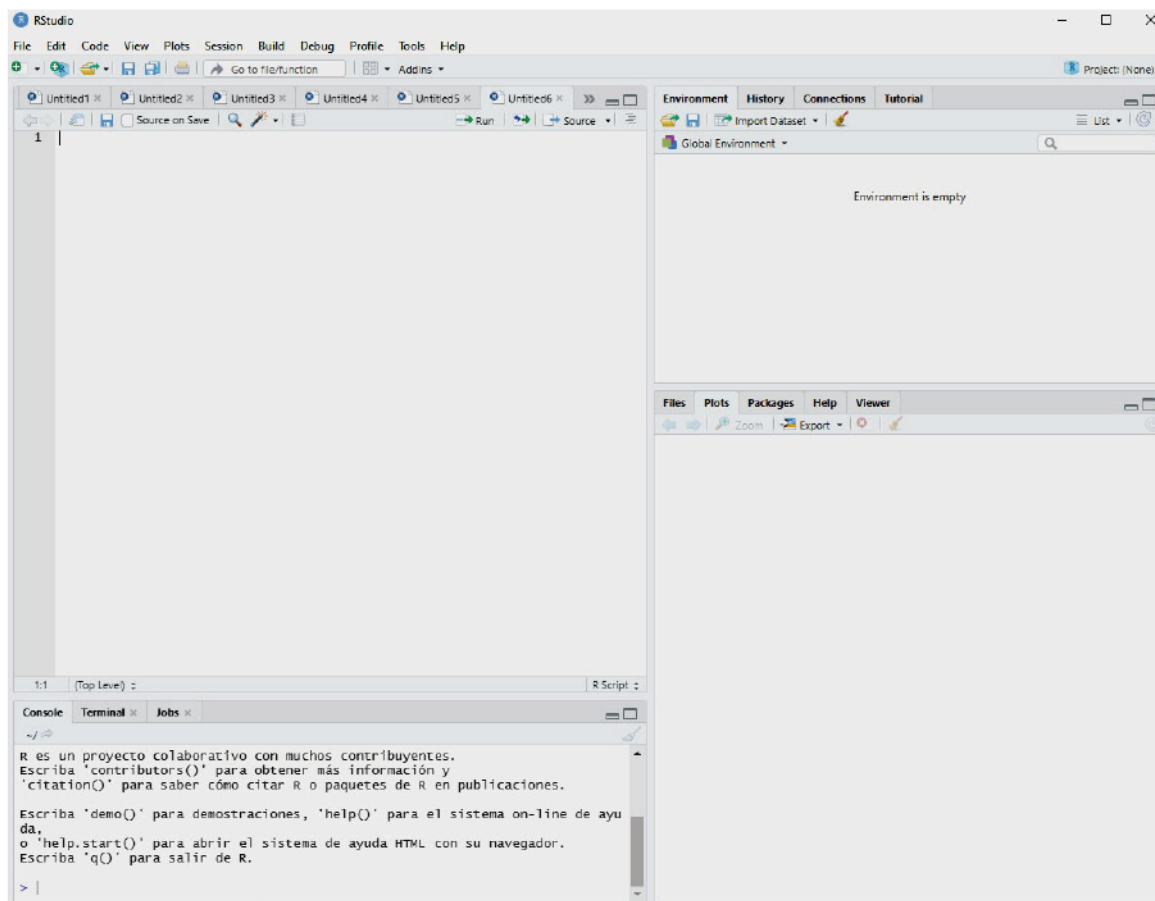 RStudio
File Edit Code View Plots Session Build Debug Profile Tools Help
Go to file/function Addins Project: (None)
Untitled1 Untitled2 Untitled3 Untitled4 Untitled5 Untitled6
Source on Save Run Source
1
1:1 (Top Level) R Script
Console Terminal Jobs
~/
R es un proyecto colaborativo con muchos contribuyentes.
Escriba 'contributors()' para obtener más información y
'citation()' para saber cómo citar R o paquetes de R en publicaciones.
Escriba 'demo()' para demostraciones, 'help()' para el sistema on-line de ayu
da,
o 'help.start()' para abrir el sistema de ayuda HTML con su navegador.
Escriba 'q()' para salir de R.
>
Environment History Connections Tutorial
Import Dataset List
Global Environment
Environment is empty
Files Plots Packages Help Viewer
Zoom Export